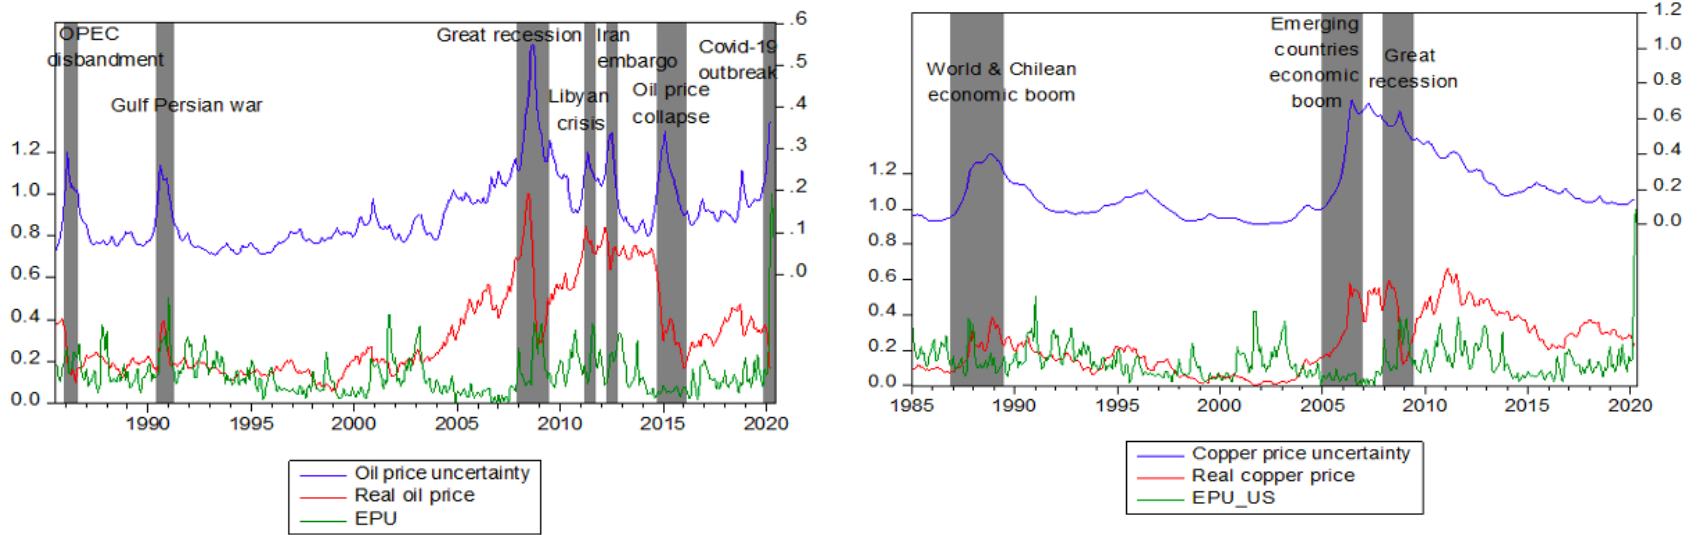 OPEC
disbandment
Gulf Persian war
Great recession
Libyan
crisis
Iran
embargo
Oil price
collapse
Covid-19
outbreak
.6
.5
.4
.3
.2
.1
.0
1.2
1.0
0.8
0.6
0.4
0.2
0.0
1990 1995 2000 2005 2010 2015 2020
Oil price uncertainty
Real oil price
EPU
World & Chilean
economic boom
Emerging
countries
economic
boom
Great
recession
1.2
1.0
0.8
0.6
0.4
0.2
0.0
1.2
1.0
0.8
0.6
0.4
0.2
0.0
1985 1990 1995 2000 2005 2010 2015 2020
Copper price uncertainty
Real copper price
EPU_US